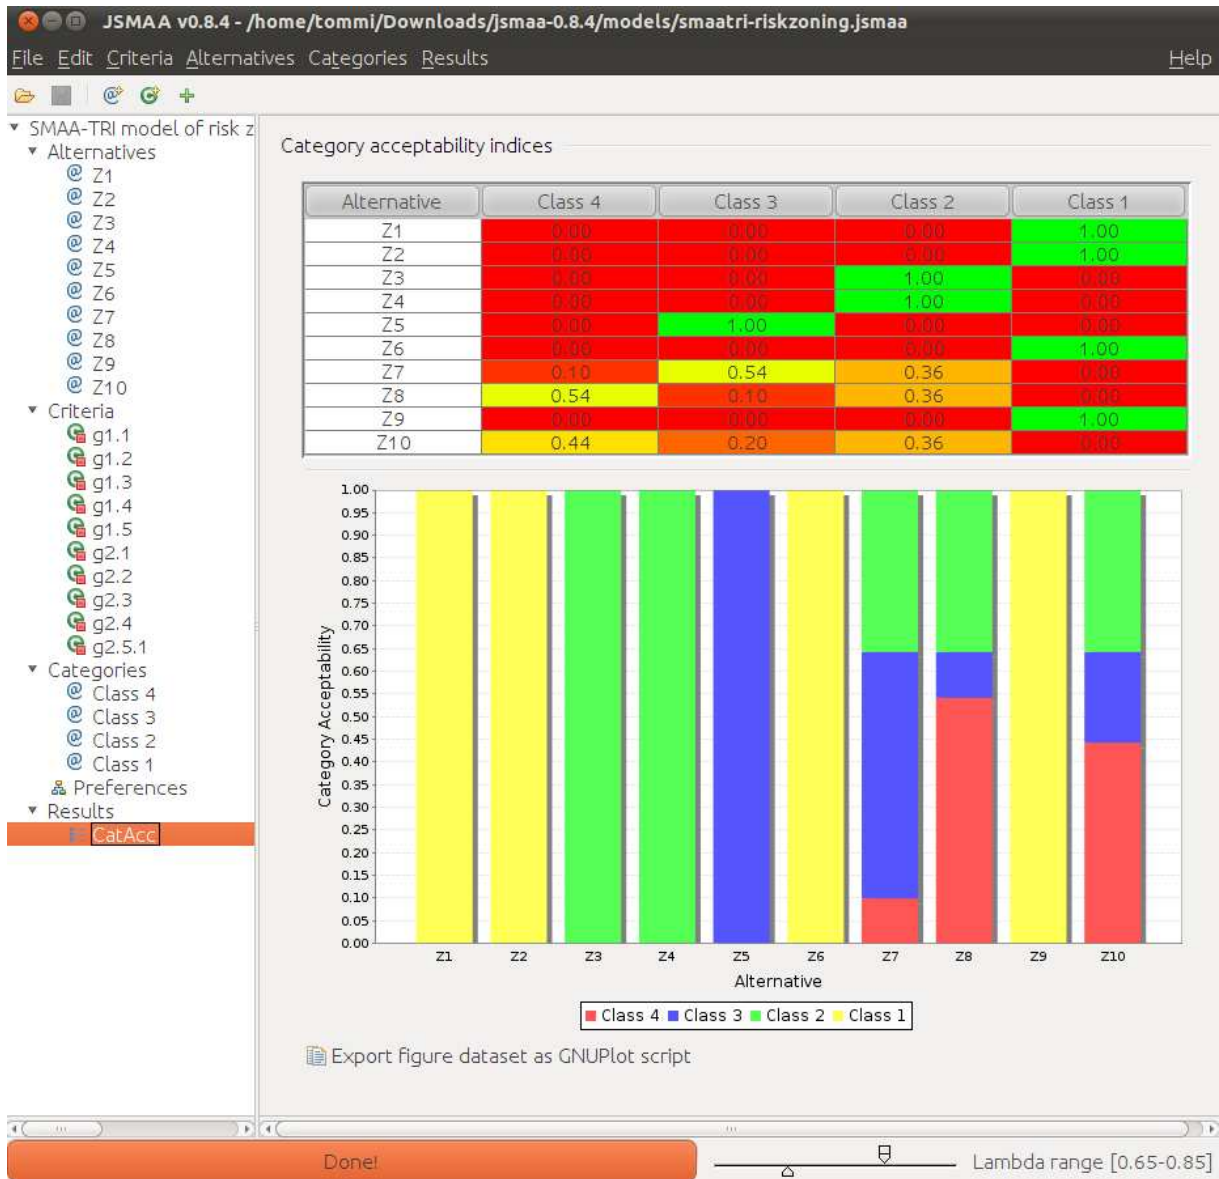 JSMAA v0.8.4 - /home/tommi/Downloads/jsmaa-0.8.4/models/smaatri-riskzoning.jsmaa
File Edit Criteria Alternatives Categories Results Help
SMAA-TRI model of risk z
Alternatives
Z1
Z2
Z3
Z4
Z5
Z6
Z7
Z8
Z9
Z10
Criteria
g1.1
g1.2
g1.3
g1.4
g1.5
g2.1
g2.2
g2.3
g2.4
g2.5.1
Categories
Class 4
Class 3
Class 2
Class 1
Preferences
Results
CatAcc
Category acceptability indices
Alternative Class 4 Class 3 Class 2 Class 1
Z1 0.00 0.00 0.00 1.00
Z2 0.00 0.00 0.00 1.00
Z3 0.00 0.00 1.00 0.00
Z4 0.00 0.00 1.00 0.00
Z5 0.00 1.00 0.00 0.00
Z6 0.00 0.00 0.00 1.00
Z7 0.10 0.54 0.36 0.00
Z8 0.54 0.10 0.36 0.00
Z9 0.00 0.00 0.00 1.00
Z10 0.44 0.20 0.36 0.00
Category Acceptability
1.00
0.95
0.90
0.85
0.80
0.75
0.70
0.65
0.60
0.55
0.50
0.45
0.40
0.35
0.30
0.25
0.20
0.15
0.10
0.05
0.00
Z1 Z2 Z3 Z4 Z5 Z6 Z7 Z8 Z9 Z10
Alternative
Class 4 Class 3 Class 2 Class 1
Export figure dataset as GNUPlot script
Done!
Lambda range [0.65-0.85]